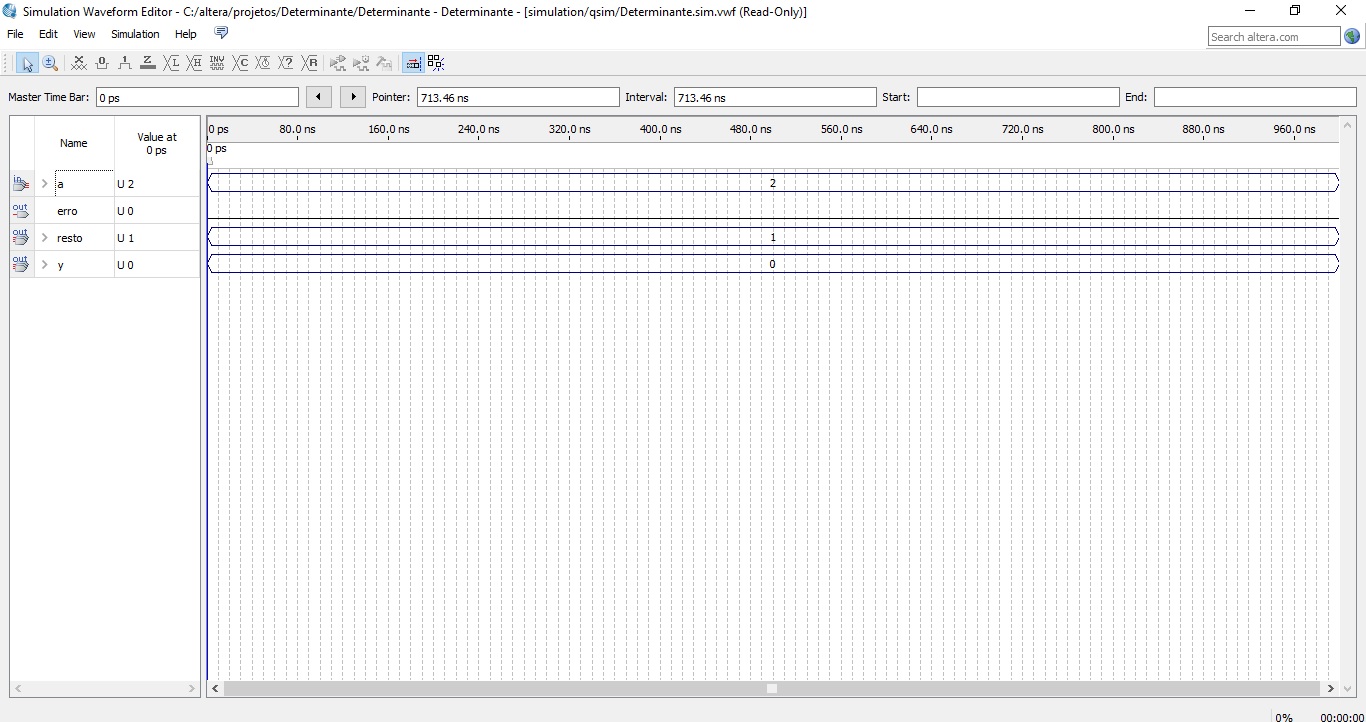 Simulation Waveform Editor - C:/altera/projetos/Determinante/Determinante - Determinante - [simulation/qsim/Determinante.sim.vwf (Read-Only)]
File Edit View Simulation Help
Search altera.com
Master Time Bar: 0 ps Pointer: 713.46 ns Interval: 713.46 ns Start: End:
Name Value at 0 ps
0 ps 80.0 ns 160.0 ns 240.0 ns 320.0 ns 400.0 ns 480.0 ns 560.0 ns 640.0 ns 720.0 ns 800.0 ns 880.0 ns 960.0 ns
0 ps
in a U 2 2
out erro U 0
out resto U 1 1
out y U 0 0
0% 00:00:00